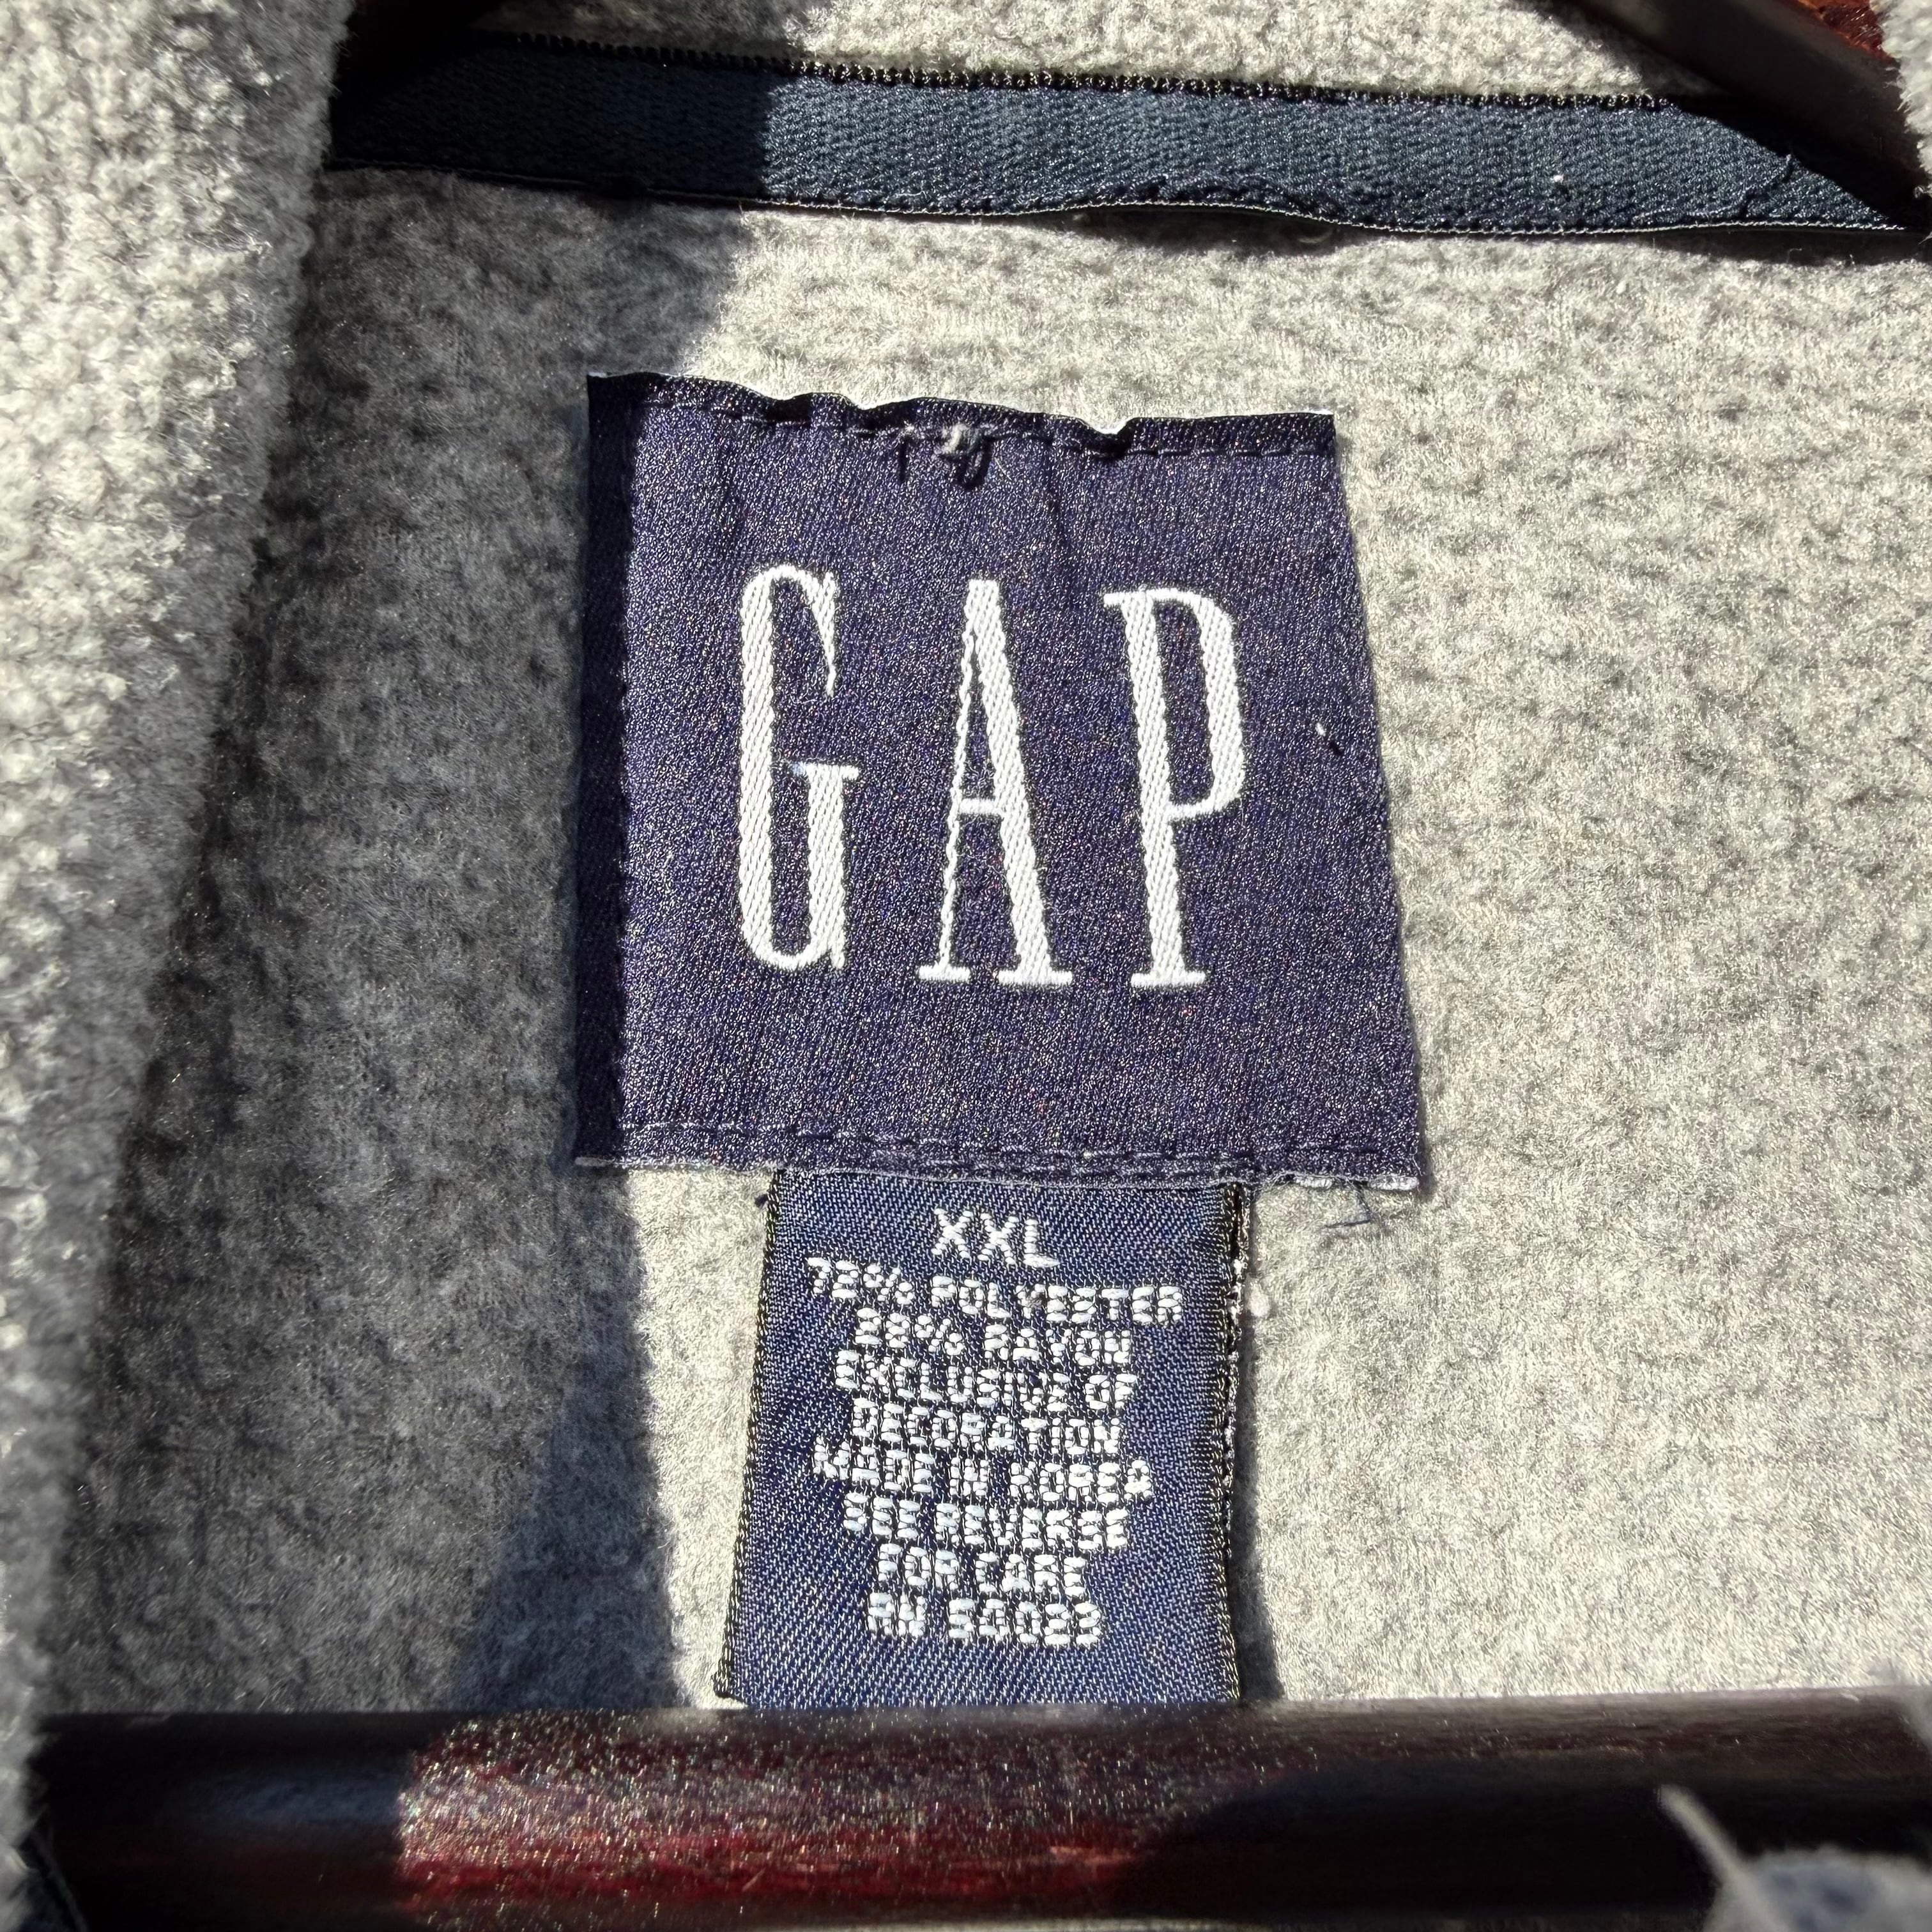 GAP
XXL
72% POLYESTER
28% RAYON
EXCLUSIVE OF
DECORATION
MADE IN KOREA
SEE REVERSE
FOR CARE
RN 54023